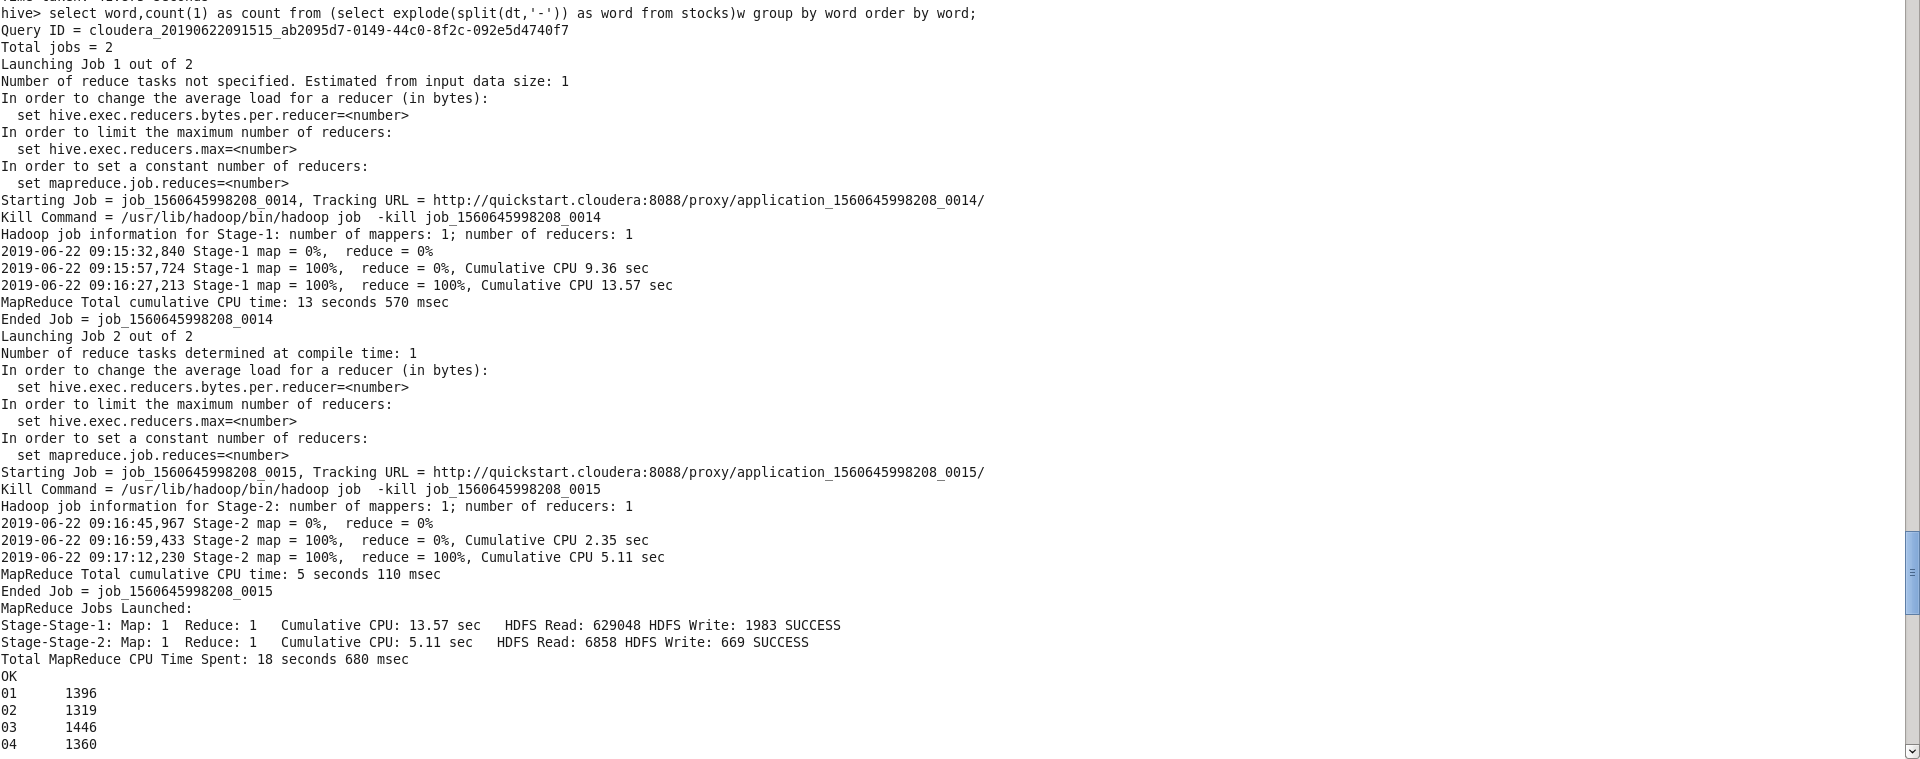 hive> select word,count(1) as count from (select explode(split(dt,'-')) as word from stocks)w group by word order by word;
Query ID = cloudera_20190622091515_ab2095d7-0149-44c0-8f2c-092e5d4740f7
Total jobs = 2
Launching Job 1 out of 2
Number of reduce tasks not specified. Estimated from input data size: 1
In order to change the average load for a reducer (in bytes):
  set hive.exec.reducers.bytes.per.reducer=<number>
In order to limit the maximum number of reducers:
  set hive.exec.reducers.max=<number>
In order to set a constant number of reducers:
  set mapreduce.job.reduces=<number>
Starting Job = job_1560645998208_0014, Tracking URL = http://quickstart.cloudera:8088/proxy/application_1560645998208_0014/
Kill Command = /usr/lib/hadoop/bin/hadoop job  -kill job_1560645998208_0014
Hadoop job information for Stage-1: number of mappers: 1; number of reducers: 1
2019-06-22 09:15:32,840 Stage-1 map = 0%,  reduce = 0%
2019-06-22 09:15:57,724 Stage-1 map = 100%,  reduce = 0%, Cumulative CPU 9.36 sec
2019-06-22 09:16:27,213 Stage-1 map = 100%,  reduce = 100%, Cumulative CPU 13.57 sec
MapReduce Total cumulative CPU time: 13 seconds 570 msec
Ended Job = job_1560645998208_0014
Launching Job 2 out of 2
Number of reduce tasks determined at compile time: 1
In order to change the average load for a reducer (in bytes):
  set hive.exec.reducers.bytes.per.reducer=<number>
In order to limit the maximum number of reducers:
  set hive.exec.reducers.max=<number>
In order to set a constant number of reducers:
  set mapreduce.job.reduces=<number>
Starting Job = job_1560645998208_0015, Tracking URL = http://quickstart.cloudera:8088/proxy/application_1560645998208_0015/
Kill Command = /usr/lib/hadoop/bin/hadoop job  -kill job_1560645998208_0015
Hadoop job information for Stage-2: number of mappers: 1; number of reducers: 1
2019-06-22 09:16:45,967 Stage-2 map = 0%,  reduce = 0%
2019-06-22 09:16:59,433 Stage-2 map = 100%,  reduce = 0%, Cumulative CPU 2.35 sec
2019-06-22 09:17:12,230 Stage-2 map = 100%,  reduce = 100%, Cumulative CPU 5.11 sec
MapReduce Total cumulative CPU time: 5 seconds 110 msec
Ended Job = job_1560645998208_0015
MapReduce Jobs Launched:
Stage-Stage-1: Map: 1  Reduce: 1   Cumulative CPU: 13.57 sec   HDFS Read: 629048 HDFS Write: 1983 SUCCESS
Stage-Stage-2: Map: 1  Reduce: 1   Cumulative CPU: 5.11 sec   HDFS Read: 6858 HDFS Write: 669 SUCCESS
Total MapReduce CPU Time Spent: 18 seconds 680 msec
OK
01      1396
02      1319
03      1446
04      1360